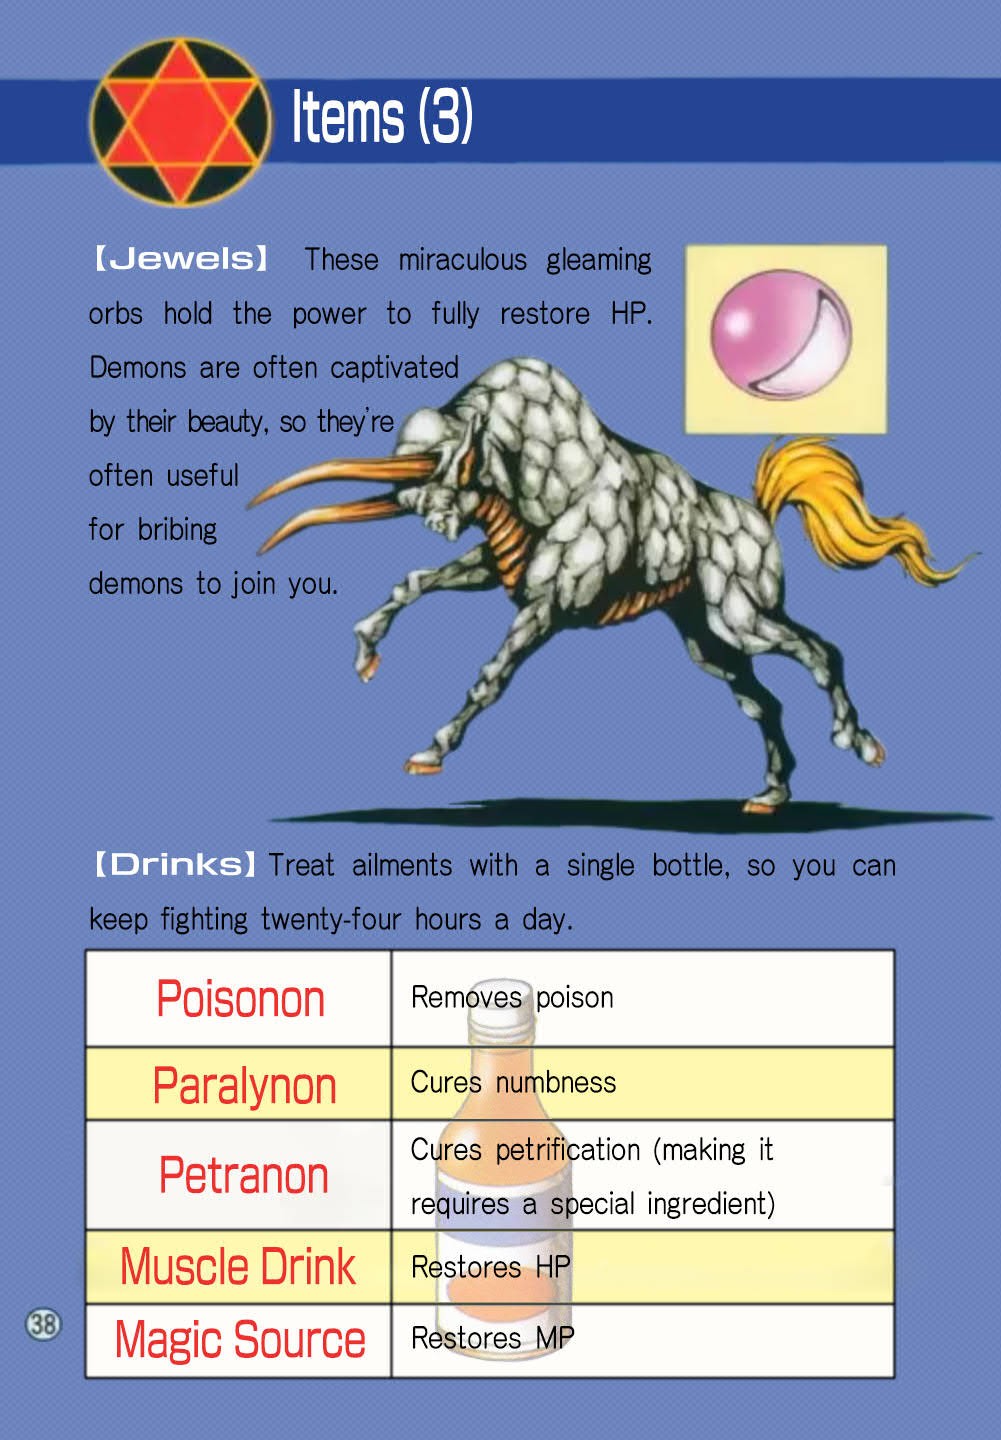 Items (3)
【Jewels】 These miraculous gleaming
orbs hold the power to fully restore HP.
Demons are often captivated
by their beauty, so they're
often useful
for bribing
demons to join you.
【Drinks】 Treat ailments with a single bottle, so you can
keep fighting twenty-four hours a day.
Poisonon
Removes poison
Paralynon
Cures numbness
Petranon
Cures petrification (making it
requires a special ingredient)
Muscle Drink
Restores HP
Magic Source
Restores MP
38